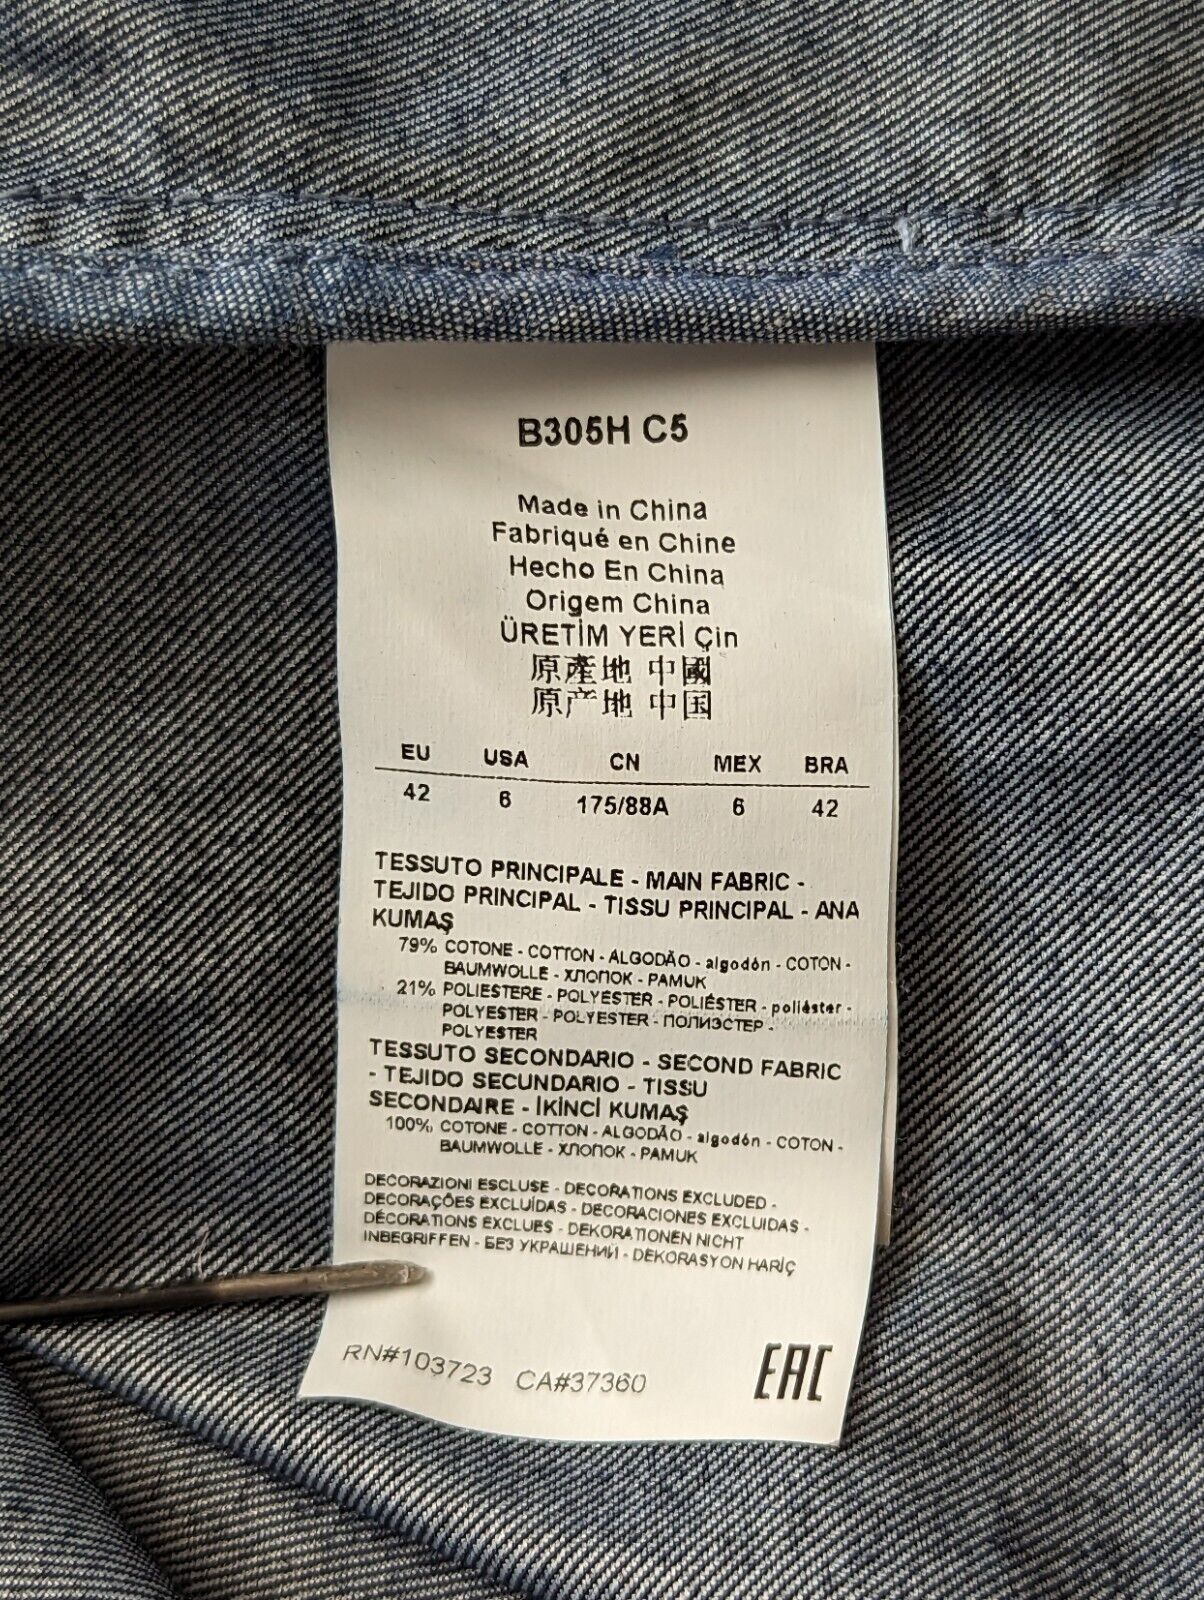 B305H C5
Made in China
Fabriqué en Chine
Hecho En China
Origem China
ÜRETİM YERİ Çin
原產地 中國
原产地 中国
EU USA CN MEX BRA
42 6 175/88A 6 42
TESSUTO PRINCIPALE - MAIN FABRIC -
TEJIDO PRINCIPAL - TISSU PRINCIPAL - ANA
KUMAŞ
79% COTONE - COTTON - ALGODÃO - algodón - COTON -
BAUMWOLLE - ХЛОПОК - PAMUK
21% POLIESTERE - POLYESTER - POLIÉSTER - poliéster -
POLYESTER - POLYESTER - ПОЛИЭСТЕР -
POLYESTER
TESSUTO SECONDARIO - SECOND FABRIC
- TEJIDO SECUNDARIO - TISSU
SECONDAIRE - İKİNCİ KUMAŞ
100% COTONE - COTTON - ALGODÃO - algodón - COTON -
BAUMWOLLE - ХЛОПОК - PAMUK
DECORAZIONI ESCLUSE - DECORATIONS EXCLUDED -
DECORAÇÕES EXCLUÍDAS - DECORACIONES EXCLUIDAS -
DÉCORATIONS EXCLUES - DEKORATIONEN NICHT
INBEGRIFFEN - БЕЗ УКРАШЕНИЙ - DEKORASYON HARİÇ
RN#103723 CA#37360
EAC